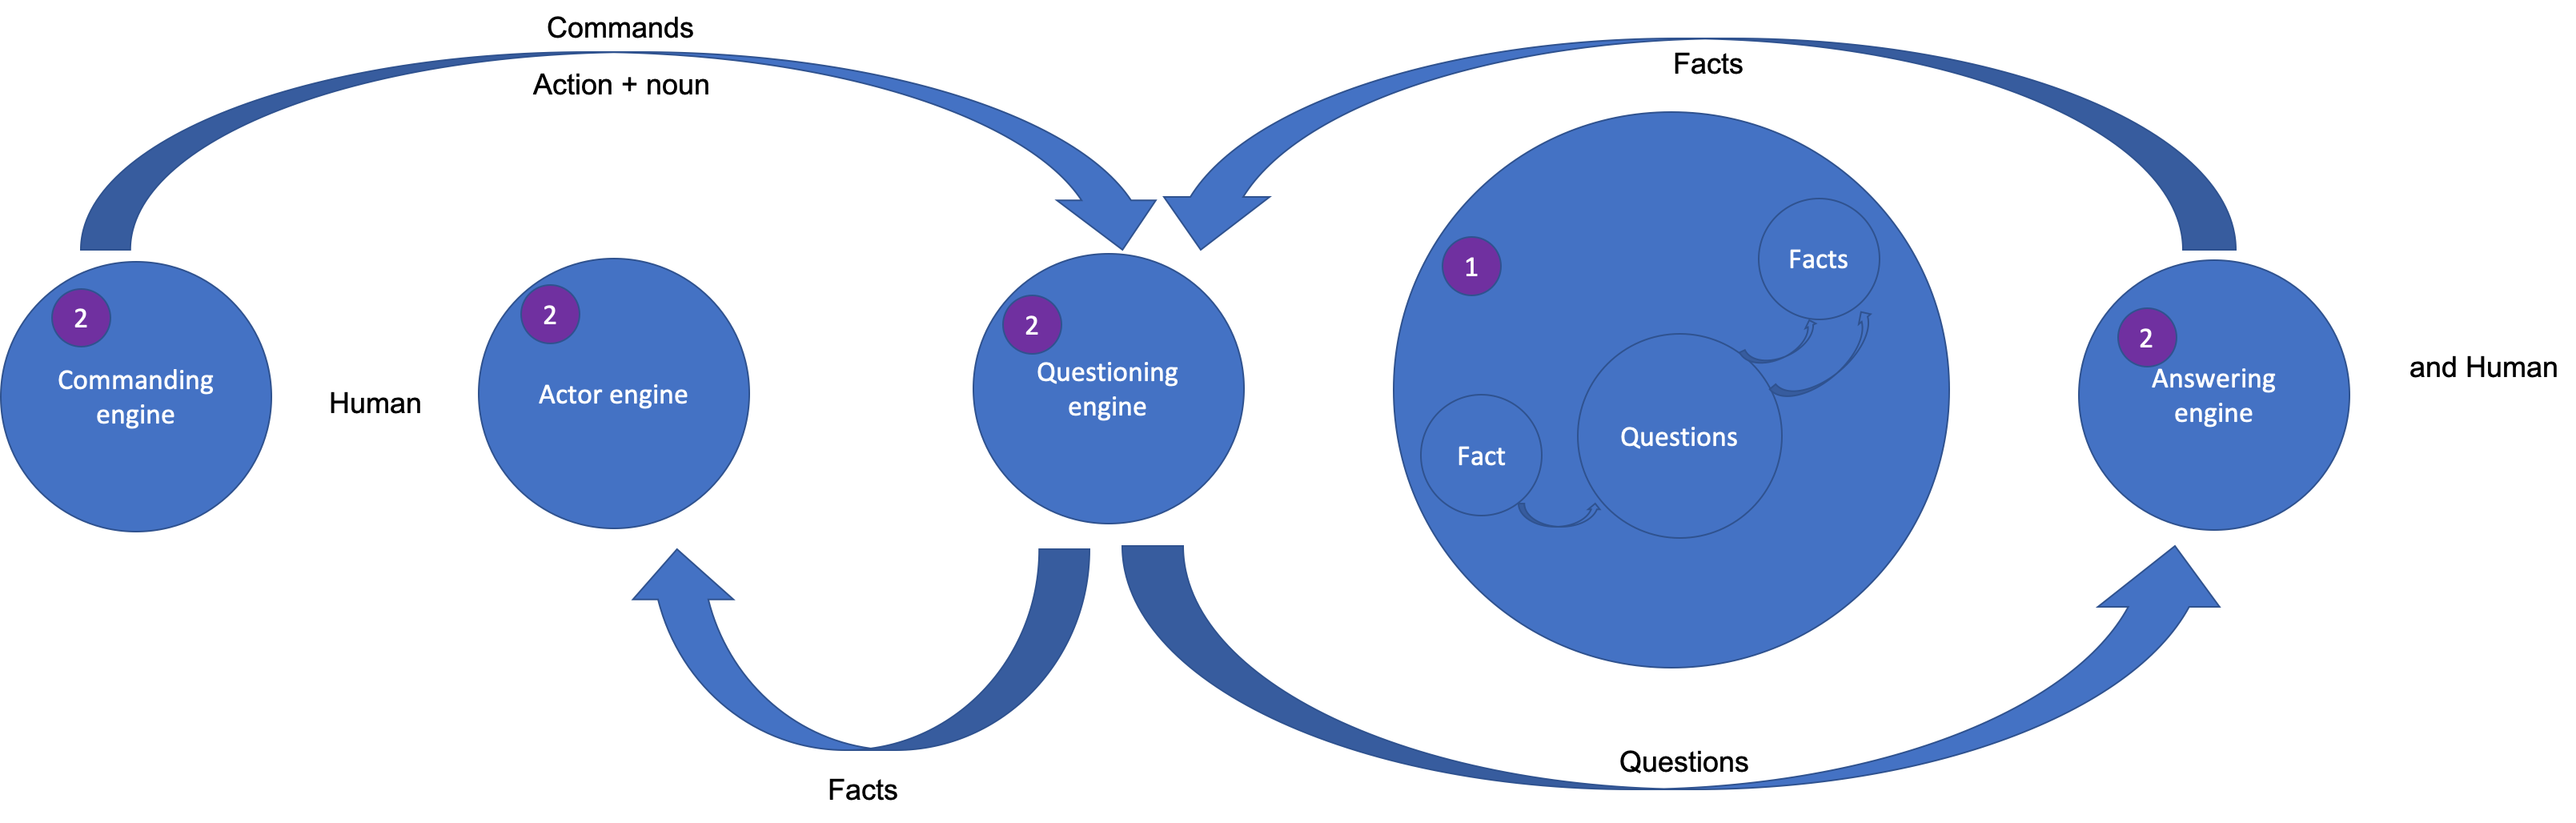 Commands
Action + noun
Facts
2
Commanding
engine
Human
2
Actor engine
2
Questioning
engine
1
Facts
Questions
Fact
2
Answering
engine
and Human
Facts
Questions